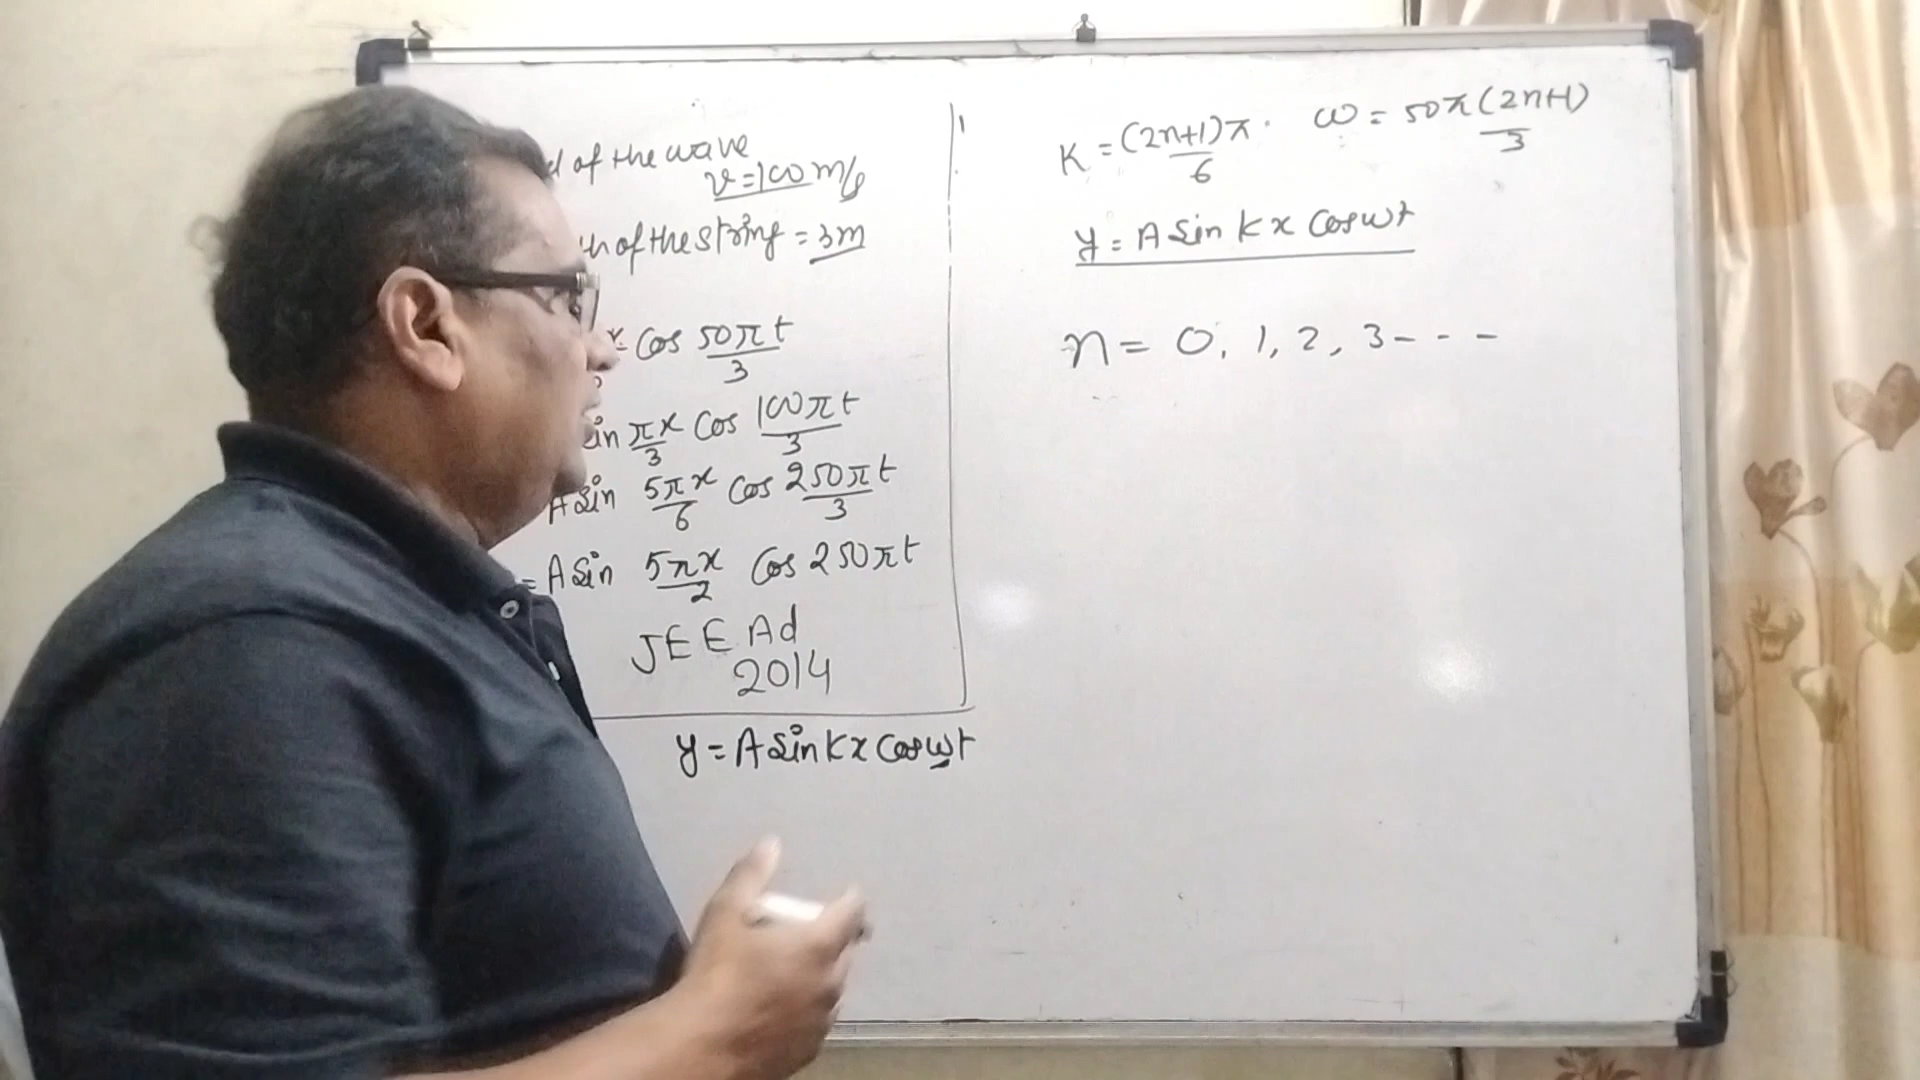 of the wave
v=100 m/s
of the string = 3m
cos 50πt/3
πx/3 cos 100πt/3
A sin 5πx/6 cos 250πt/3
= A sin 5πx/2 cos 250πt
JEE Ad
2014
y = A sin kx cos ωt
K = (2n+1)π/6 . ω = 50π(2n+1)/3
y = A sin kx cos ωt
n = 0, 1, 2, 3 - - -